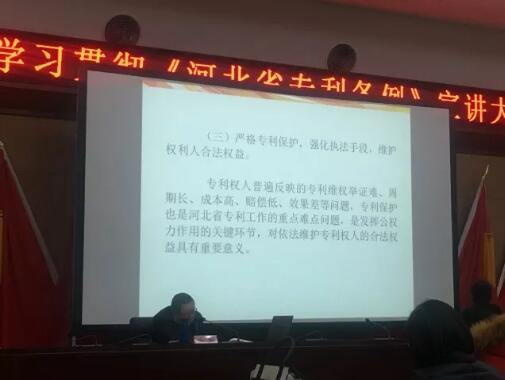 学习贯彻《河北省专利条例》宣讲大
（三）严格专利保护，强化执法手段，维护
权利人合法权益。
专利权人普遍反映的专利维权举证难、周
期长、成本高、赔偿低、效果差等问题，专利保护
也是河北省专利工作的重点难点问题，是发挥公权
力作用的关键环节，对依法维护专利权人的合法权
益具有重要意义。